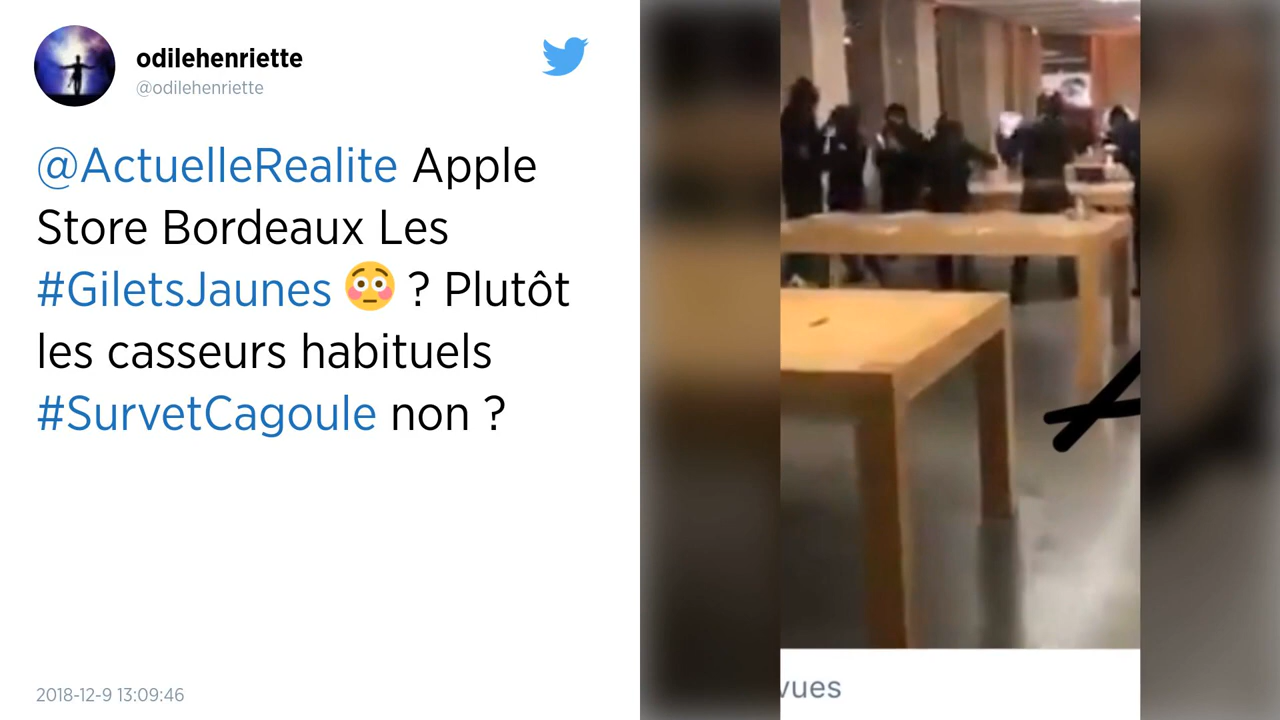 odilehenriette
@odilehenriette
@ActuelleRealite Apple
Store Bordeaux Les
#GiletsJaunes 😳 ? Plutôt
les casseurs habituels
#SurvetCagoule non ?
2018-12-9 13:09:46
vues